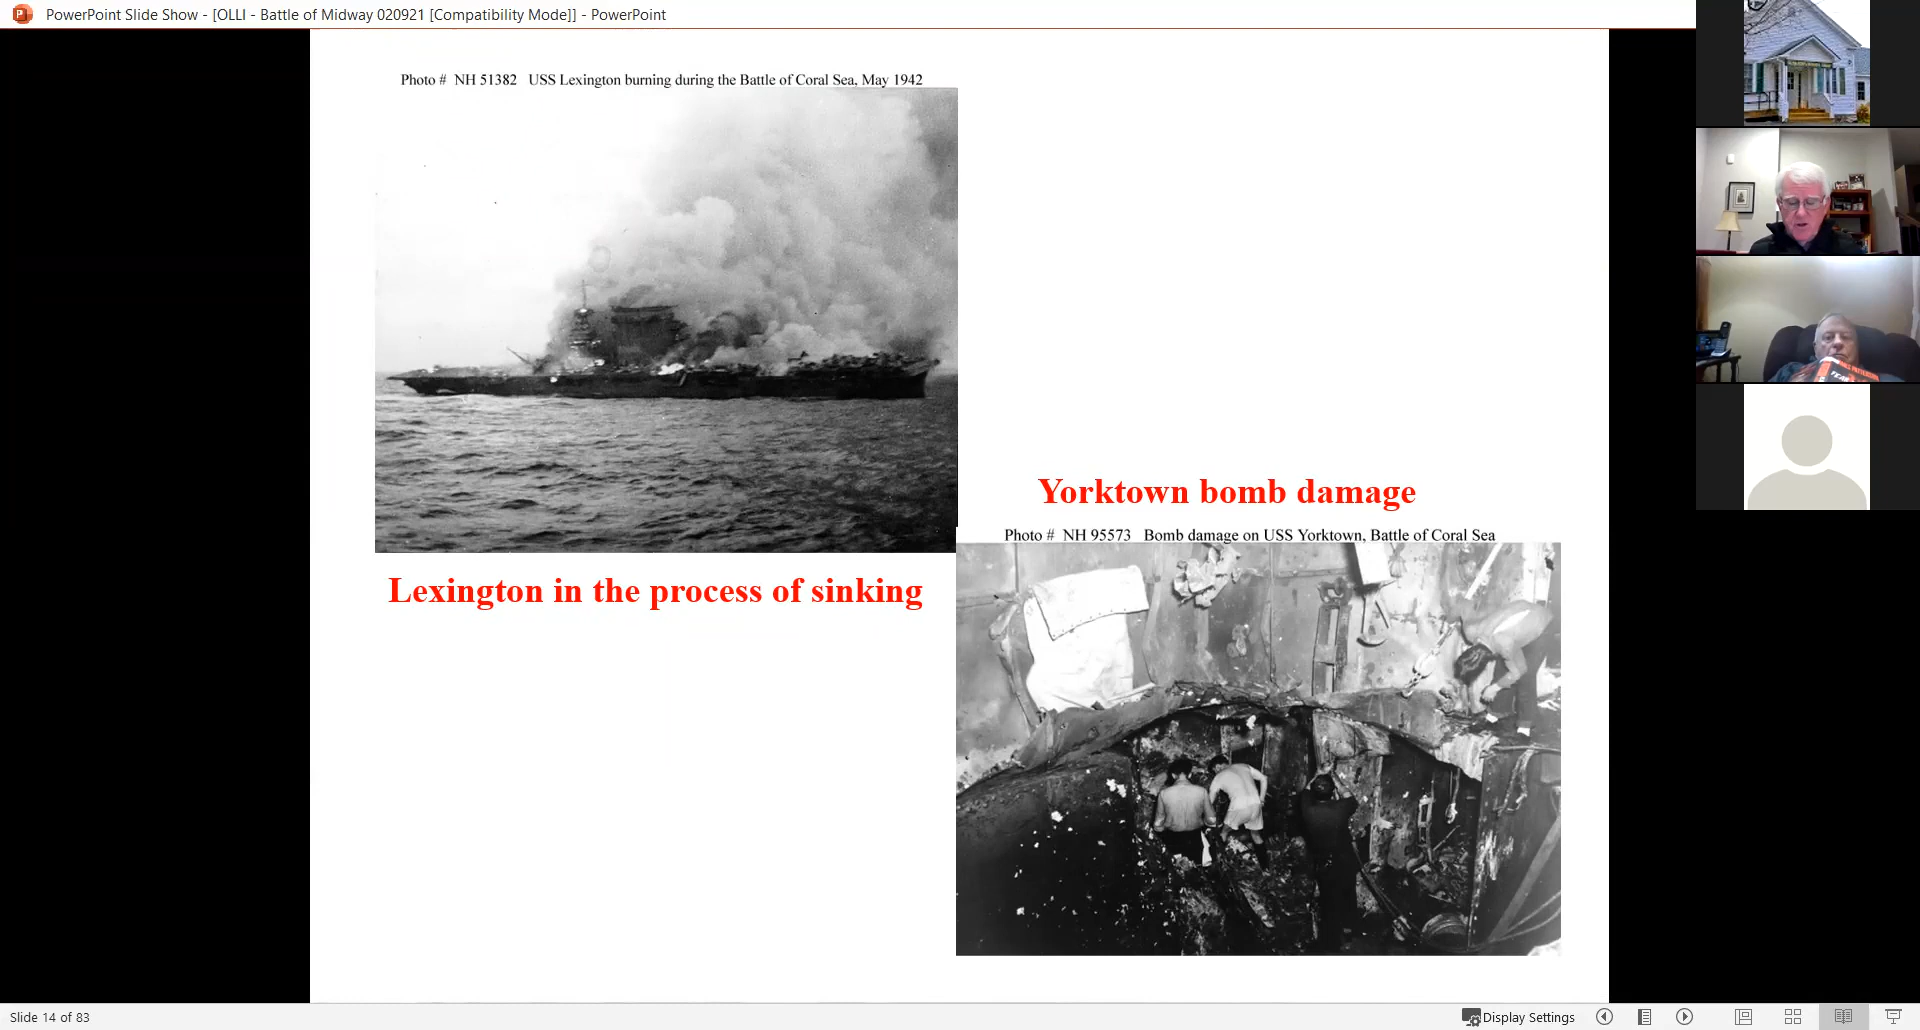 PowerPoint Slide Show - [OLLI - Battle of Midway 020921 [Compatibility Mode]] - PowerPoint
Photo # NH 51382 USS Lexington burning during the Battle of Coral Sea, May 1942
Lexington in the process of sinking
Yorktown bomb damage
Photo # NH 95573 Bomb damage on USS Yorktown, Battle of Coral Sea
Slide 14 of 83
Display Settings